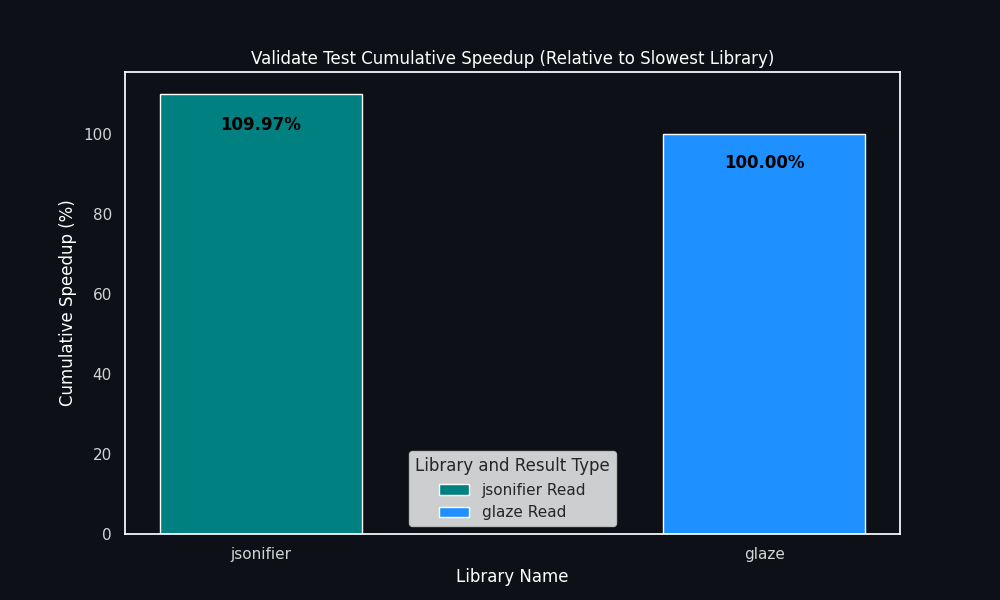 Validate Test Cumulative Speedup (Relative to Slowest Library)
Cumulative Speedup (%)
100
80
60
40
20
0
109.97%
100.00%
Library and Result Type
jsonifier Read
glaze Read
jsonifier
glaze
Library Name